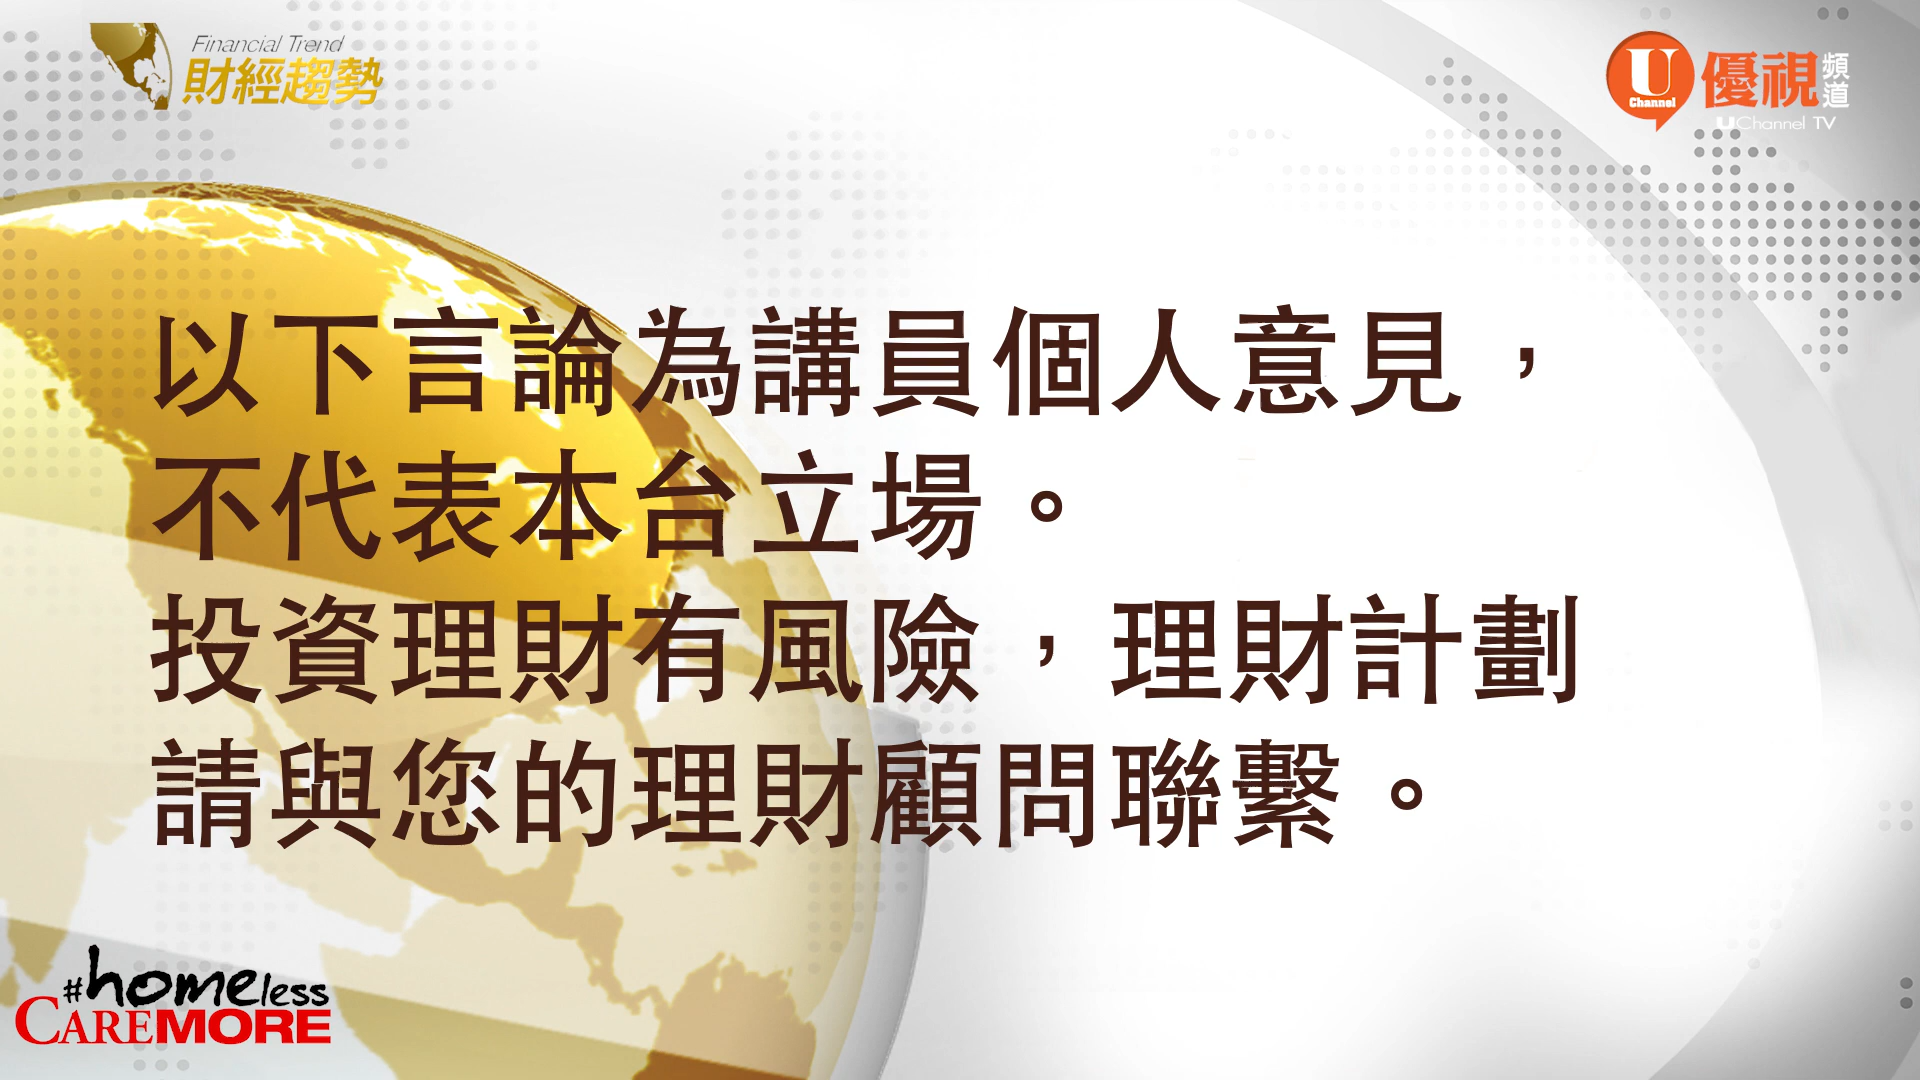 Financial Trend
財經趨勢
U Channel
優視頻道
UChannel TV
以下言論為講員個人意見，
不代表本台立場。
投資理財有風險，理財計劃
請與您的理財顧問聯繫。
#homeless
CAREMORE